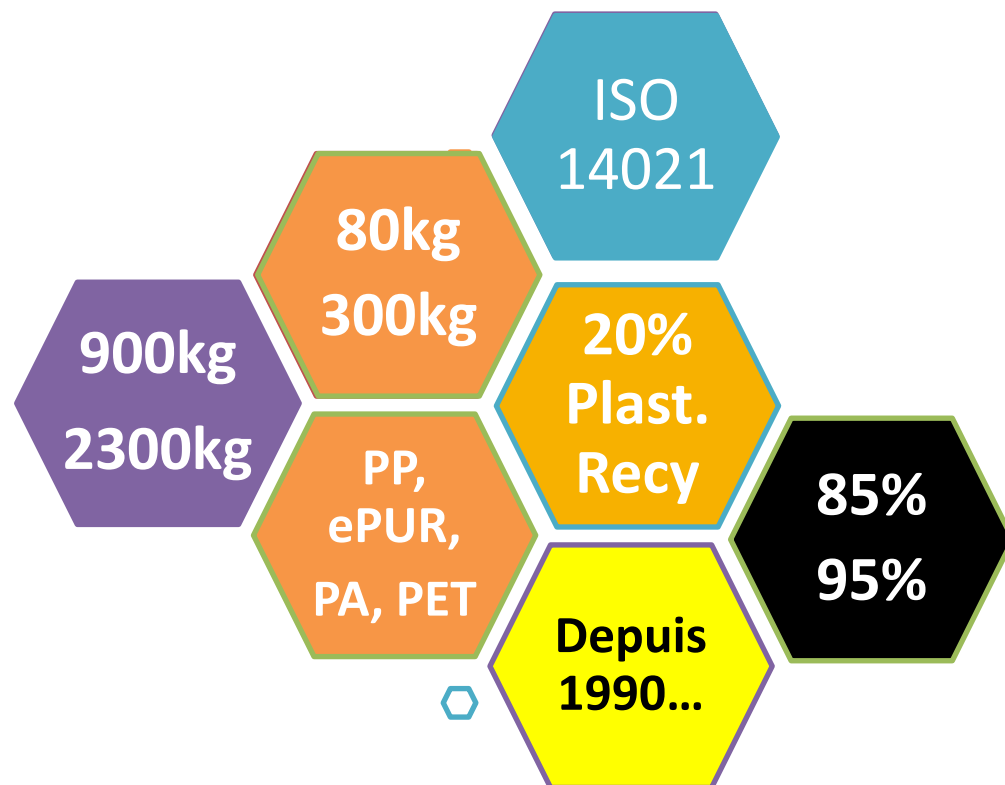 ISO
14021
80kg
300kg
900kg
2300kg
20%
Plast.
Recy
PP,
ePUR,
PA, PET
85%
95%
Depuis
1990...